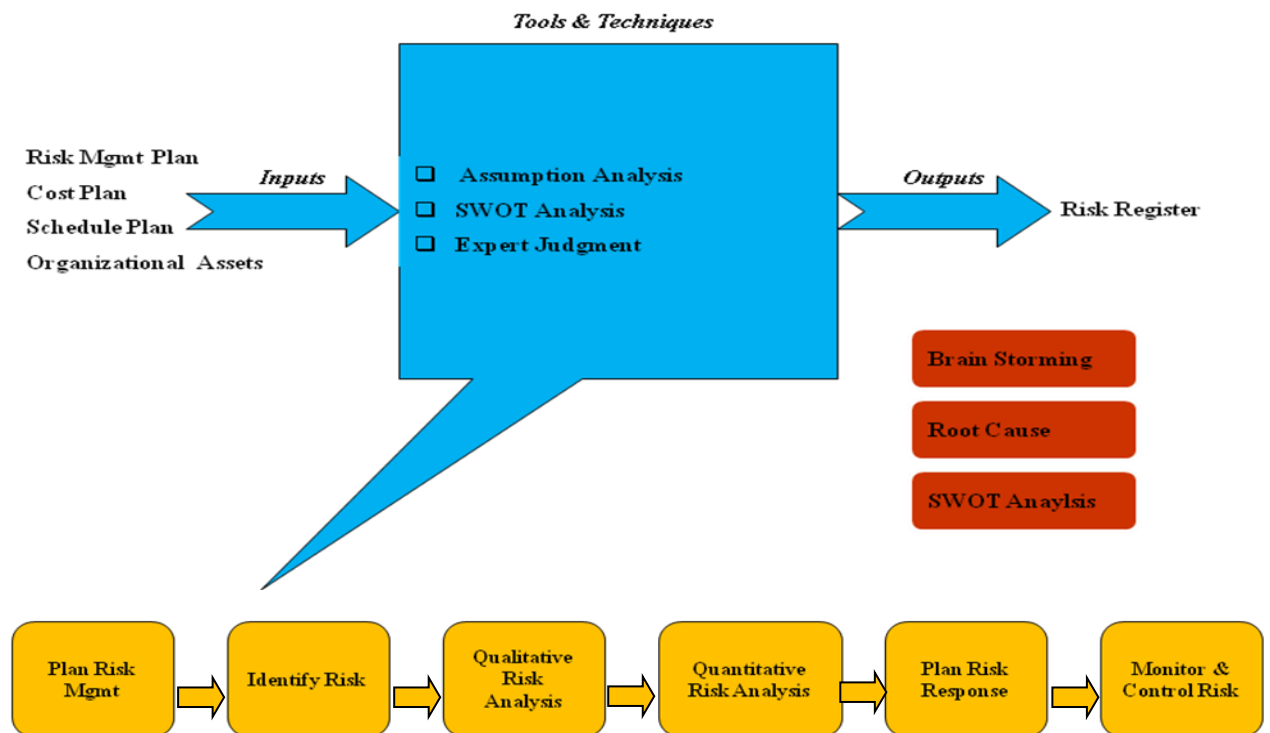 Tools & Techniques
Risk Mgmt Plan
Cost Plan
Schedule Plan
Organizational Assets
Inputs
❑ Assumption Analysis
❑ SWOT Analysis
❑ Expert Judgment
Outputs
Risk Register
Brain Storming
Root Cause
SWOT Anaylsis
Plan Risk
Mgmt
Identify Risk
Qualitative
Risk
Analysis
Quantitative
Risk Analysis
Plan Risk
Response
Monitor &
Control Risk